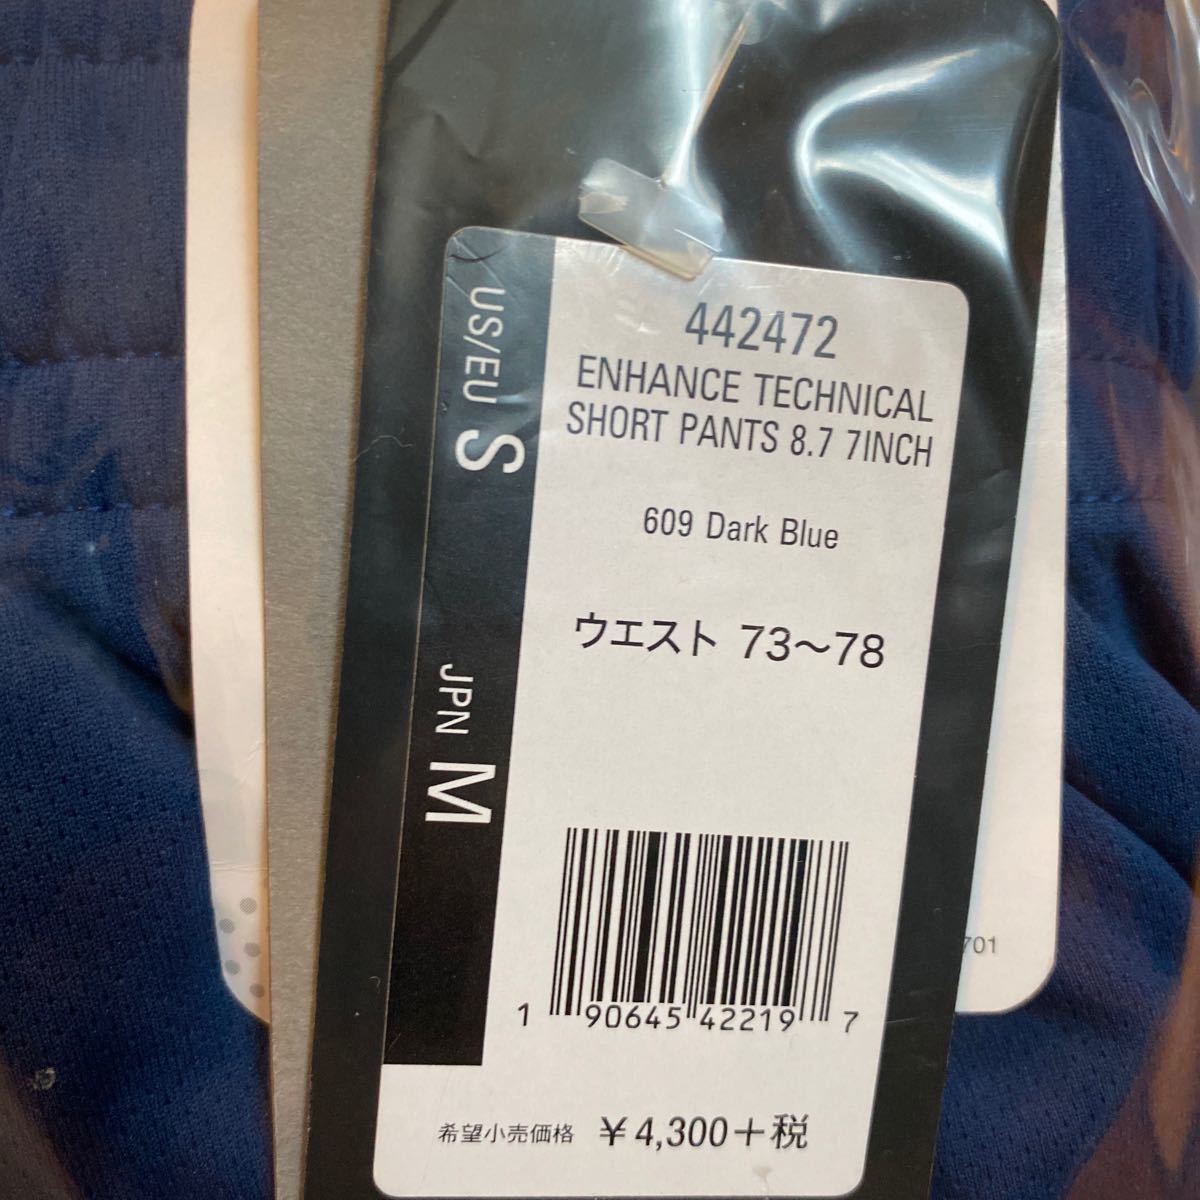 US/EU S
JPN M
442472
ENHANCE TECHNICAL
SHORT PANTS 8.7 7INCH
609 Dark Blue
ウエスト 73〜78
1 90645 42219 7
希望小売価格 ¥4,300+税
701